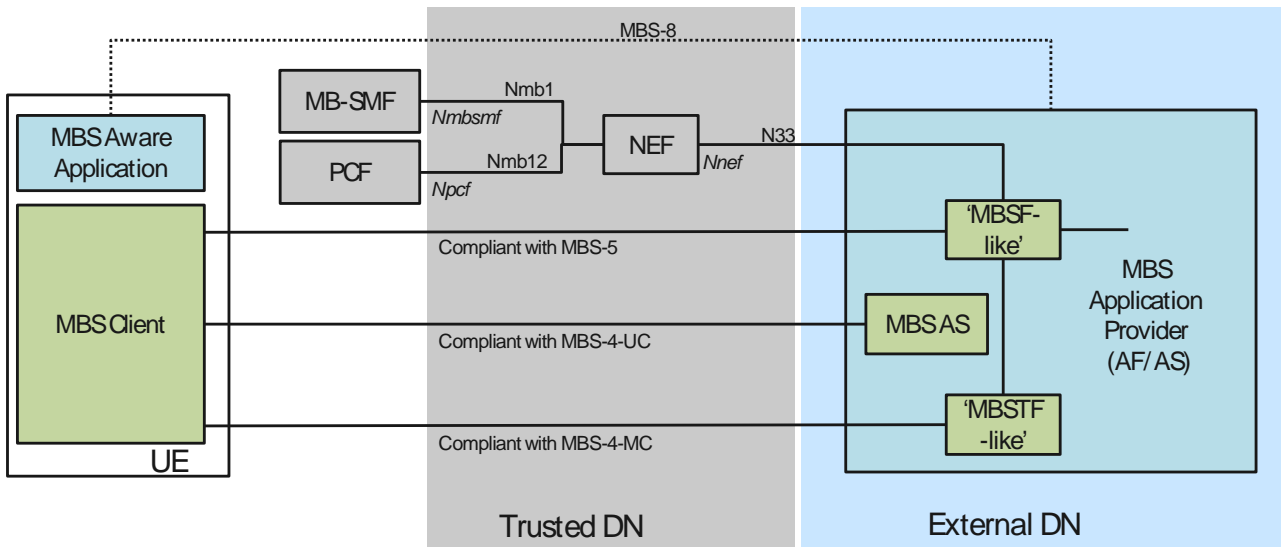 MBS-8
MB-SMF
Nmb1
Nmbsmf
MBS Aware
Application
PCF
Nmb12
Npcf
NEF
N33
Nnef
'MBSF-
like'
Compliant with MBS-5
MBS
Application
Provider
(AF/AS)
MBS Client
MBS AS
Compliant with MBS-4-UC
'MBSTF
-like'
Compliant with MBS-4-MC
UE
Trusted DN
External DN